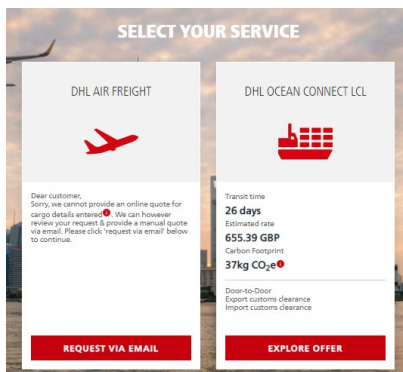 SELECT YOUR SERVICE
DHL AIR FREIGHT
Dear customer,
Sorry, we cannot provide an online quote for
cargo details entered. We can however
review your request & provide a manual quote
via email. Please click 'request via email' below
to continue.
REQUEST VIA EMAIL
DHL OCEAN CONNECT LCL
Transit time
26 days
Estimated rate
655.39 GBP
Carbon Footprint
37kg CO₂e
Door-to-Door
Export customs clearance
Import customs clearance
EXPLORE OFFER